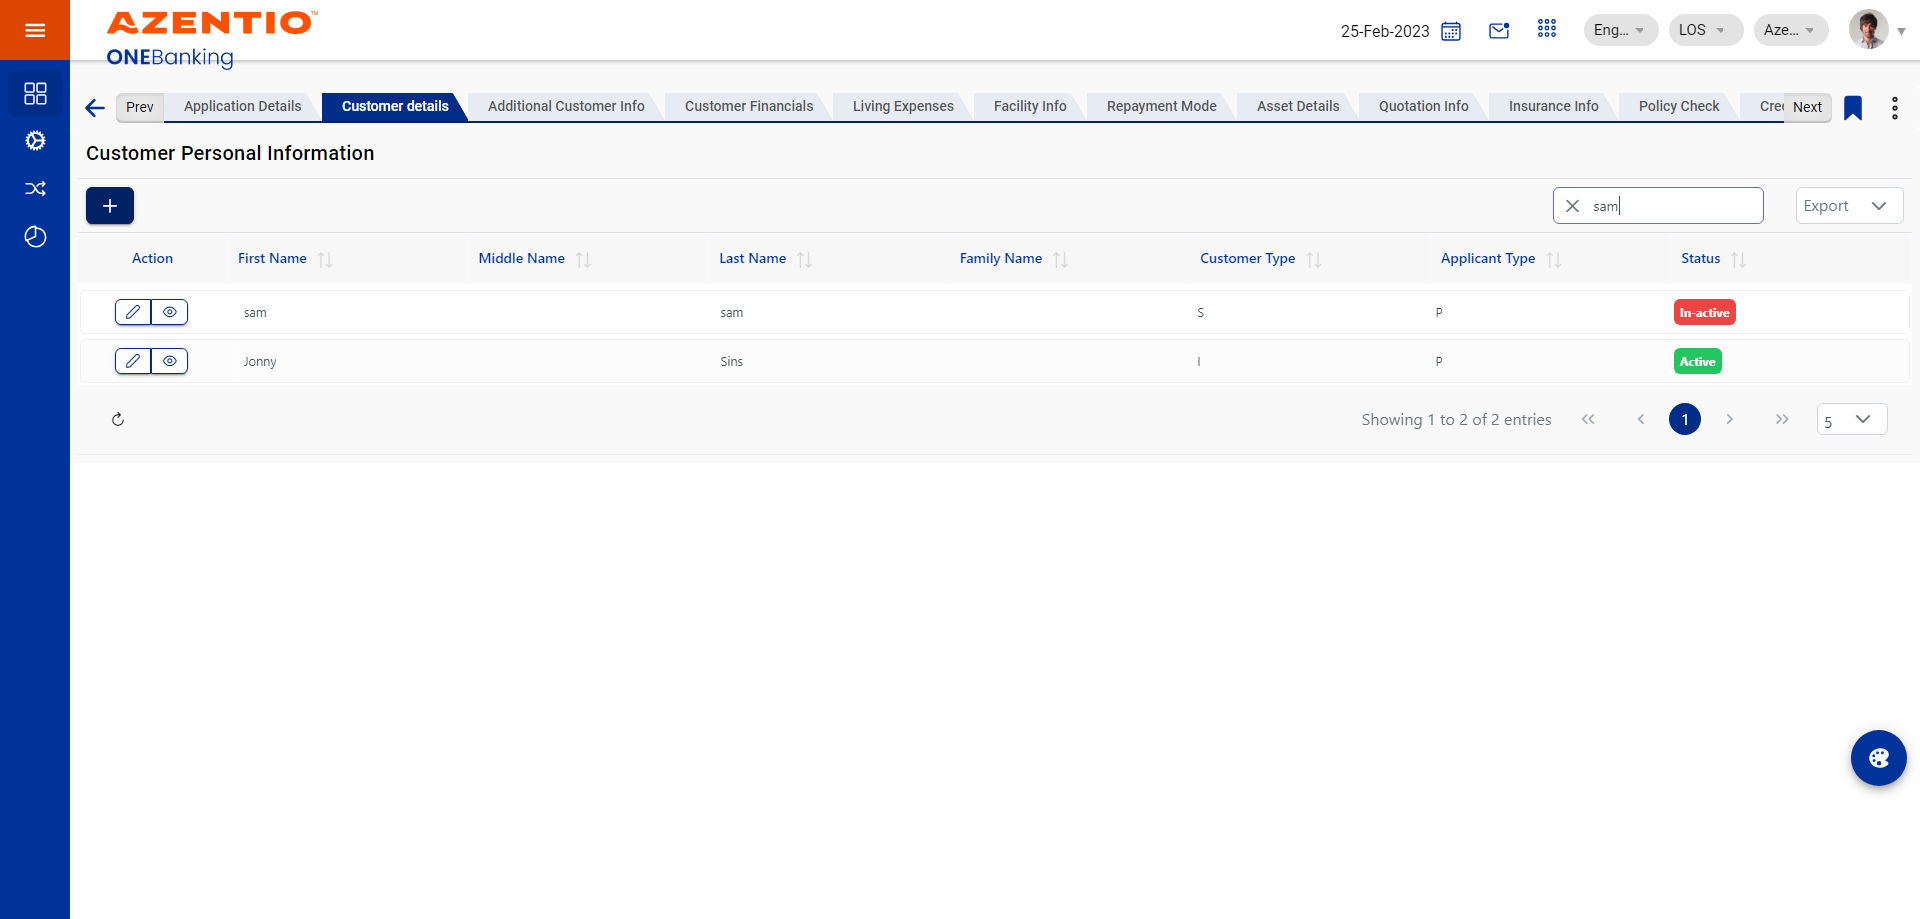 AZENTIO™
ONEBanking
25-Feb-2023
Eng...
LOS
Aze...
Prev
Application Details
Customer details
Additional Customer Info
Customer Financials
Living Expenses
Facility Info
Repayment Mode
Asset Details
Quotation Info
Insurance Info
Policy Check
Cre
Next
Customer Personal Information
sam
Export
Action First Name Middle Name Last Name Family Name Customer Type Applicant Type Status
sam sam S P In-active
Jonny Sins I P Active
Showing 1 to 2 of 2 entries
1
5